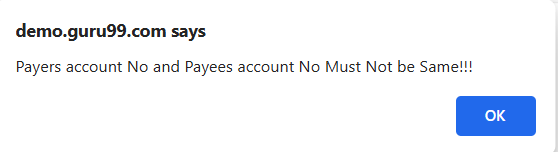 demo.guru99.com says
Payers account No and Payees account No Must Not be Same!!!
OK